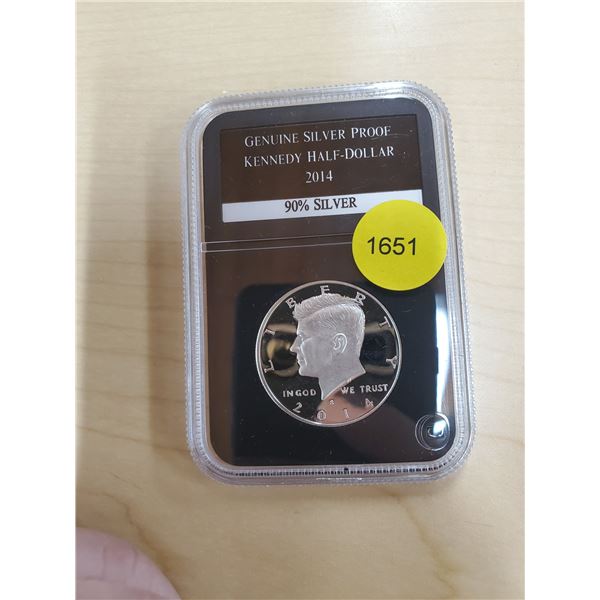 GENUINE SILVER PROOF
KENNEDY HALF-DOLLAR
2014
90% SILVER
1651
LIBERTY
IN GOD WE TRUST
S
2014